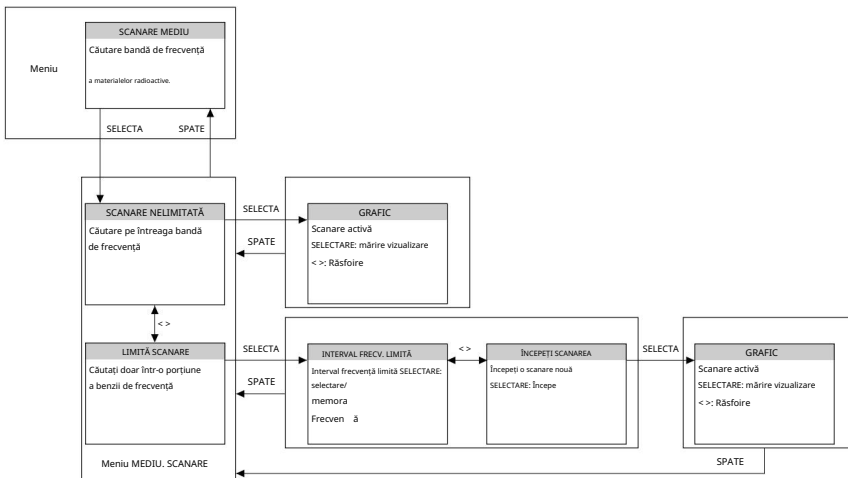 SCANARE MEDIU
Căutare bandă de frecvență
Meniu
a materialelor radioactive.
SELECTA
SPATE
SCANARE NELIMITATĂ
Căutare pe întreaga bandă
de frecvență
SELECTA
SPATE
GRAFIC
Scanare activă
SELECTARE: mărire vizualizare
< >: Răsfoire
< >
LIMITĂ SCANARE
Căutați doar într-o porțiune
a benzii de frecvență
SELECTA
SPATE
INTERVAL FRECV. LIMITĂ
Interval frecvență limită SELECTARE:
selectare/
memora
Frecven ă
< >
ÎNCEPEȚI SCANAREA
Începeți o scanare nouă
SELECTARE: Începe
SELECTA
GRAFIC
Scanare activă
SELECTARE: mărire vizualizare
< >: Răsfoire
Meniu MEDIU. SCANARE
SPATE